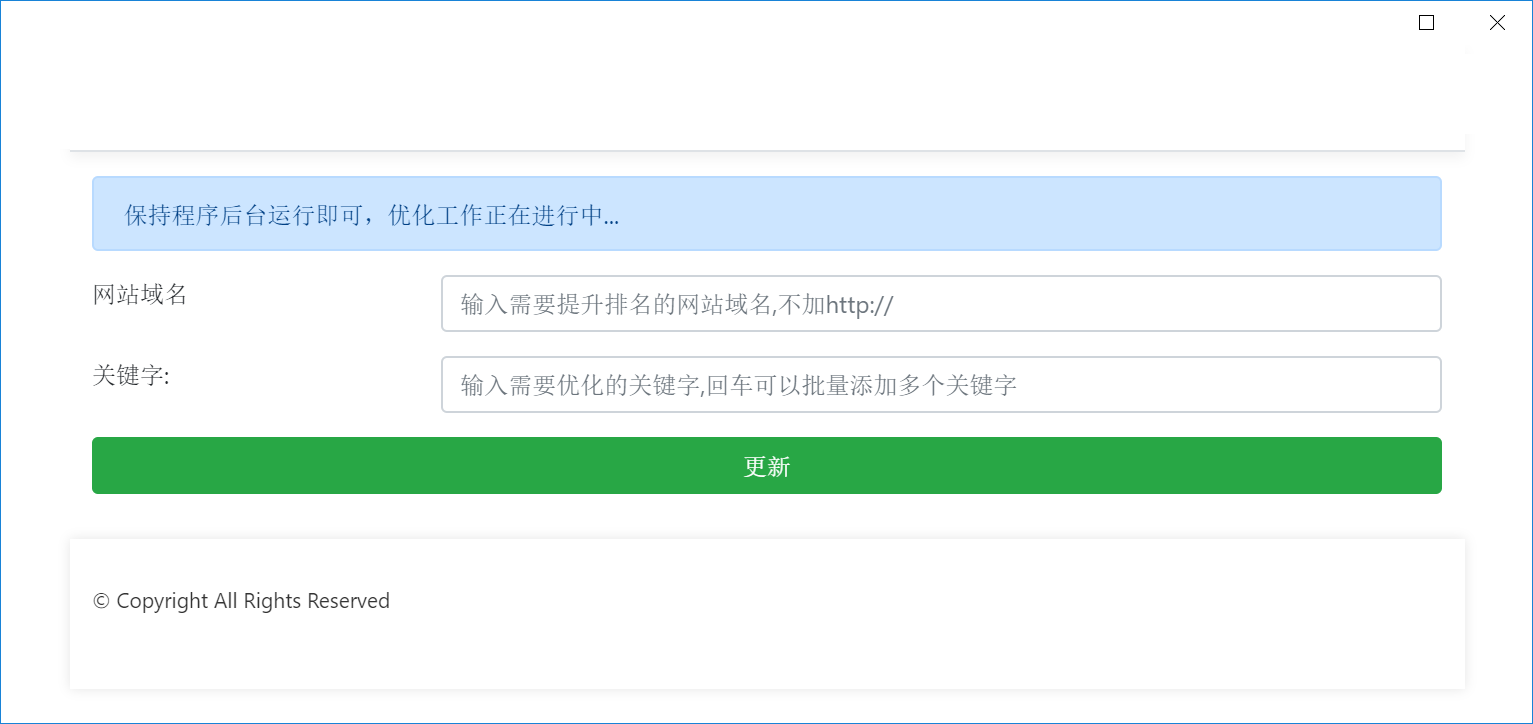 保持程序后台运行即可，优化工作正在进行中...
网站域名
输入需要提升排名的网站域名,不加http://
关键字:
输入需要优化的关键字,回车可以批量添加多个关键字
更新
© Copyright All Rights Reserved